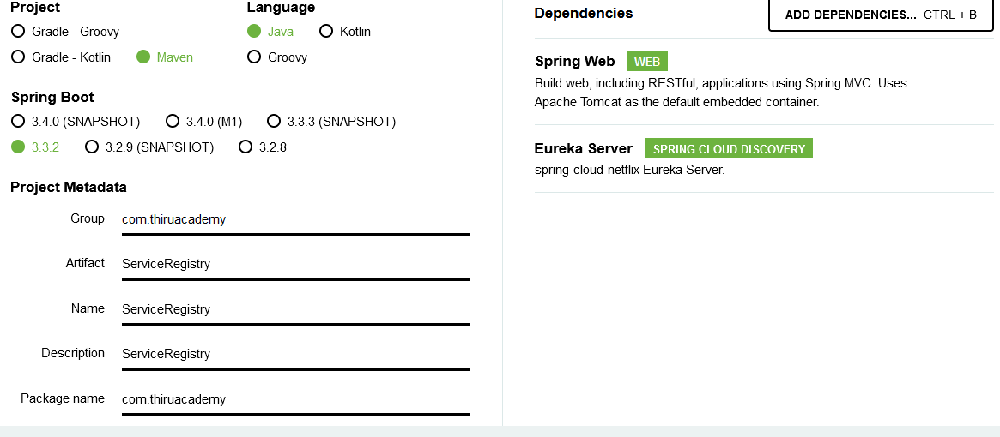 Project
Gradle - Groovy
Gradle - Kotlin Maven
Language
Java Kotlin
Groovy
Spring Boot
3.4.0 (SNAPSHOT) 3.4.0 (M1) 3.3.3 (SNAPSHOT)
3.3.2 3.2.9 (SNAPSHOT) 3.2.8
Project Metadata
Group com.thiruacademy
Artifact ServiceRegistry
Name ServiceRegistry
Description ServiceRegistry
Package name com.thiruacademy
Dependencies ADD DEPENDENCIES... CTRL + B
Spring Web WEB
Build web, including RESTful, applications using Spring MVC. Uses
Apache Tomcat as the default embedded container.
Eureka Server SPRING CLOUD DISCOVERY
spring-cloud-netflix Eureka Server.